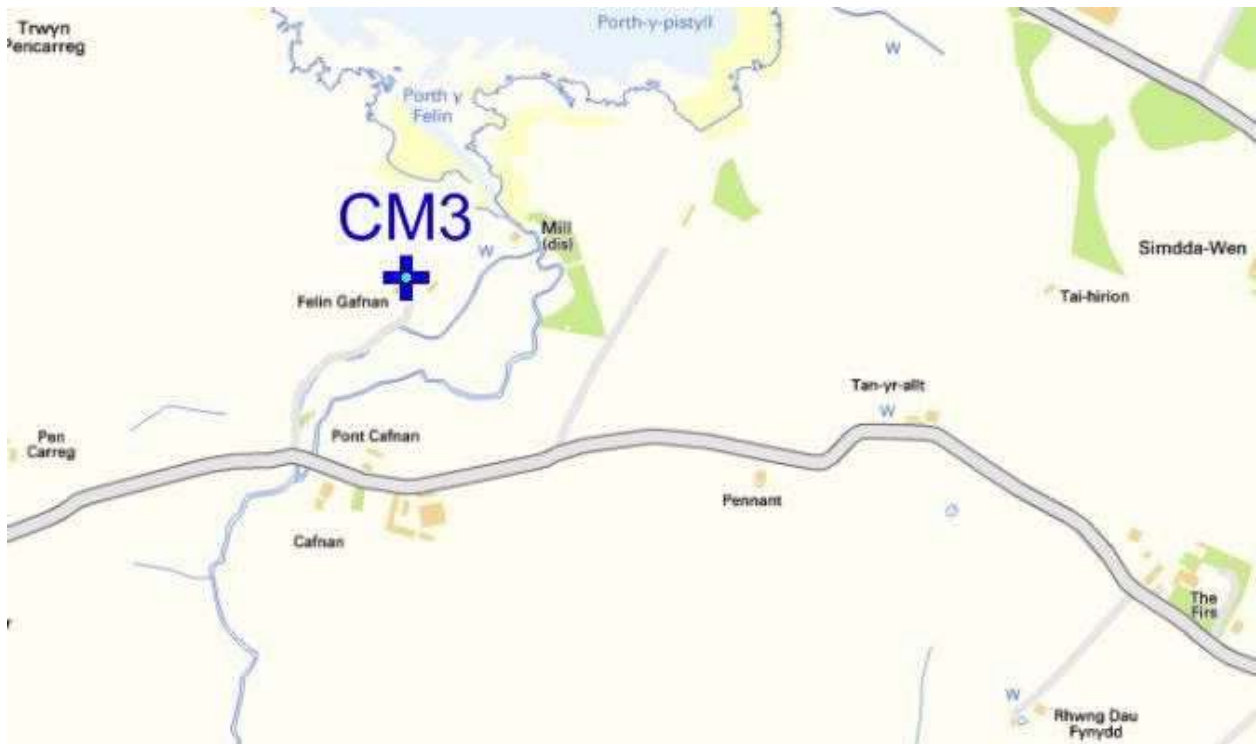 Trwyn
Pencarreg
Porth-y-pistyll
W
Porth y
Felin
CM3
Mill
(dis)
W
Simdda-Wen
Felin Gafnan
Tai-hirion
Tan-yr-allt
W
Pen
Carreg
Pont Cafnan
Pennant
Cafnan
The
Firs
W
Rhwng Dau
Fynydd